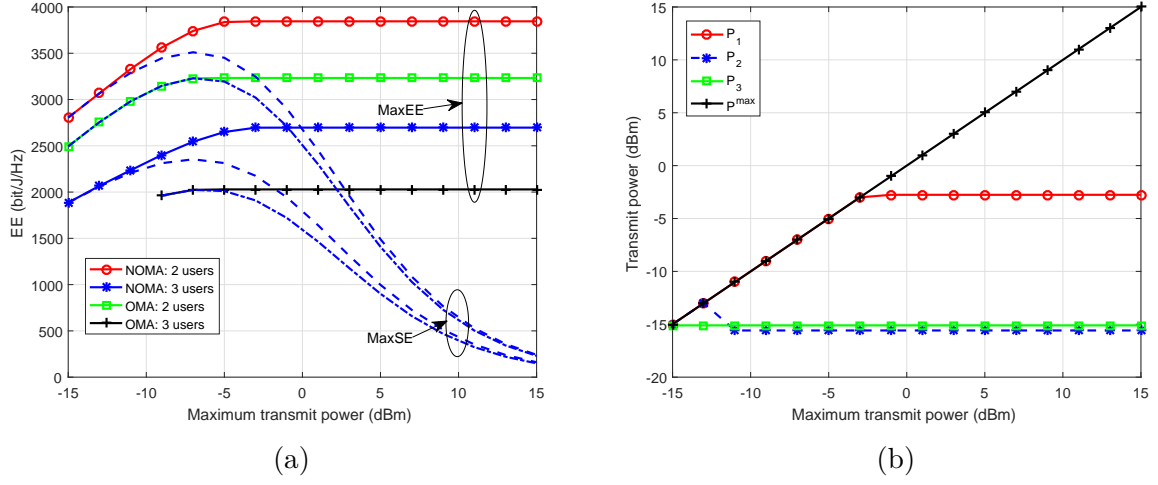 4000
3500
3000
2500
2000
1500
1000
500
0
EE (bit/J/Hz)
MaxEE
MaxSE
NOMA: 2 users
NOMA: 3 users
OMA: 2 users
OMA: 3 users
-15 -10 -5 0 5 10 15
Maximum transmit power (dBm)
(a)
15
10
5
0
-5
-10
-15
-20
Transmit power (dBm)
P1
P2
P3
Pmax
-15 -10 -5 0 5 10 15
Maximum transmit power (dBm)
(b)